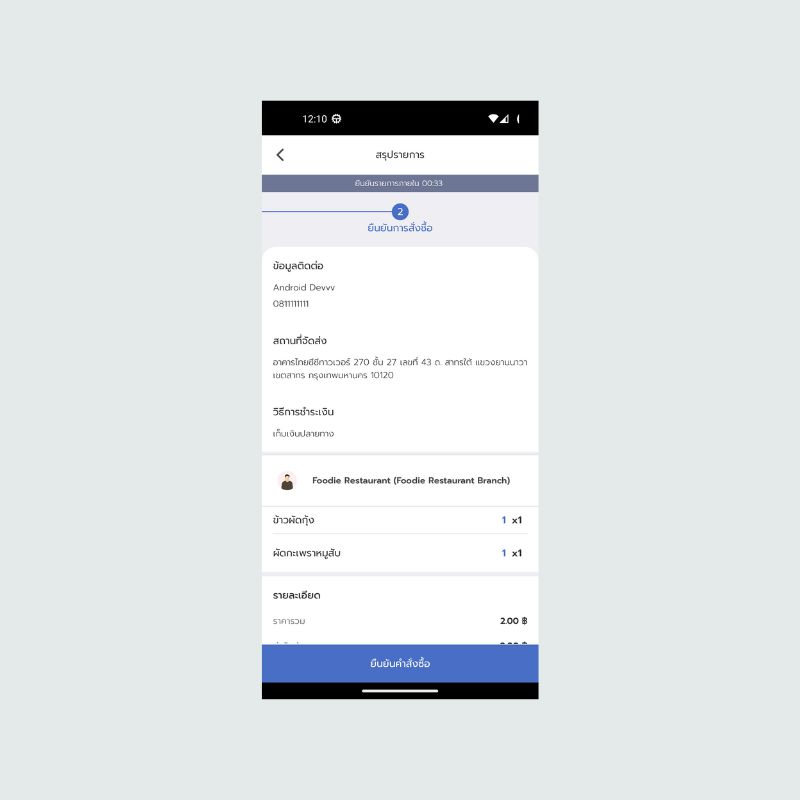 12:10
สรุปรายการ
ยืนยันรายการภายใน 00:33
2
ยืนยันการสั่งซื้อ
ข้อมูลติดต่อ
Android Devvv
0811111111
สถานที่จัดส่ง
อาคารไทยซีซีทาวเวอร์ 270 ชั้น 27 เลขที่ 43 ถ. สาทรใต้ แขวงยานนาวา
เขตสาทร กรุงเทพมหานคร 10120
วิธีการชำระเงิน
เก็บเงินปลายทาง
Foodie Restaurant (Foodie Restaurant Branch)
ข้าวผัดกุ้ง 1 x1
ผัดกะเพราหมูสับ 1 x1
รายละเอียด
ราคารวม 2.00 ฿
ยืนยันคำสั่งซื้อ